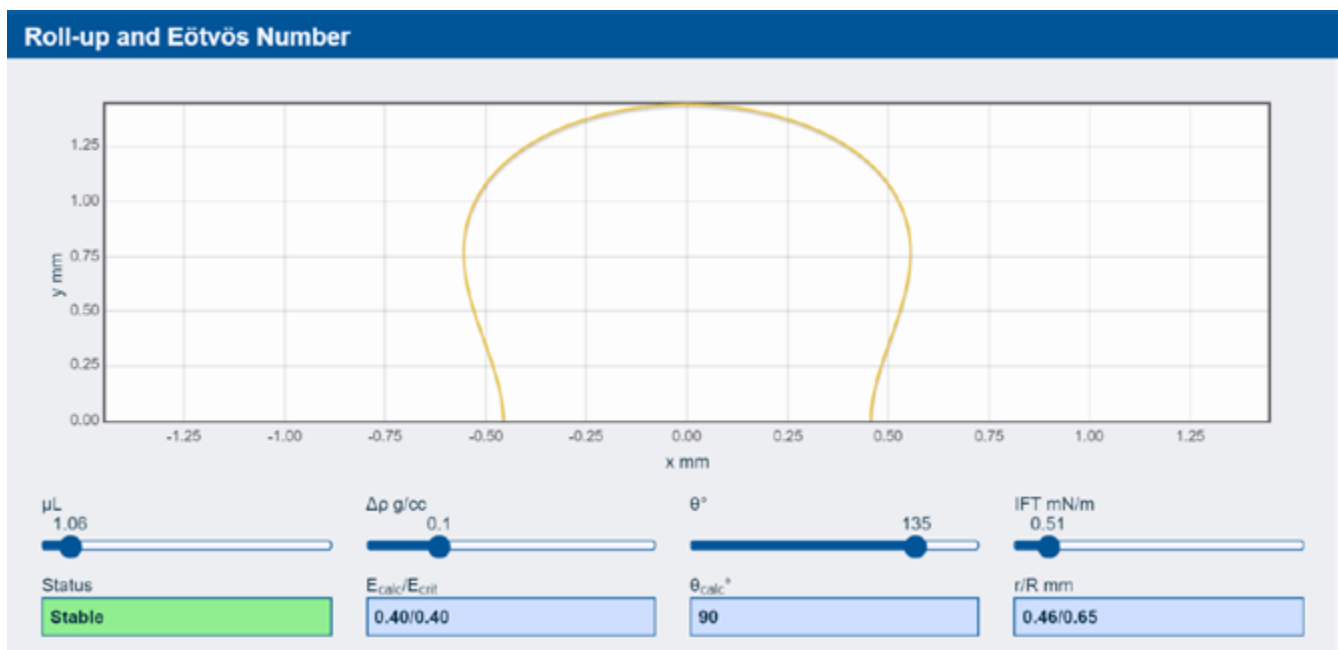 Roll-up and Eötvös Number
1.25
1.00
0.75
0.50
0.25
0.00
y mm
-1.25 -1.00 -0.75 -0.50 -0.25 0.00 0.25 0.50 0.75 1.00 1.25
x mm
μL Δρ g/cc θ° IFT mN/m
1.06 0.1 135 0.51
Status Ecalc/Ecrit θcalc° r/R mm
Stable 0.40/0.40 90 0.46/0.65